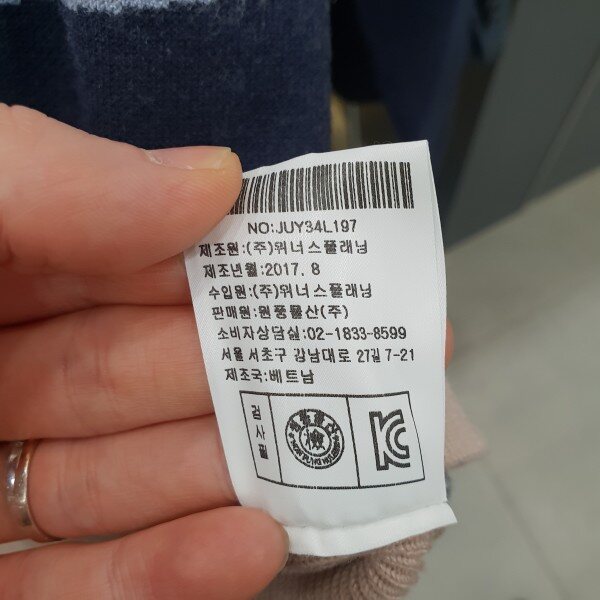 NO:JUY34L197
제조원:(주)위너스플래닝
제조년월:2017. 8
수입원:(주)위너스플래닝
판매원:원풍물산(주)
소비자상담실:02-1833-8599
서울 서초구 강남대로 27길 7-21
제조국:베트남
검사필
檢
KC